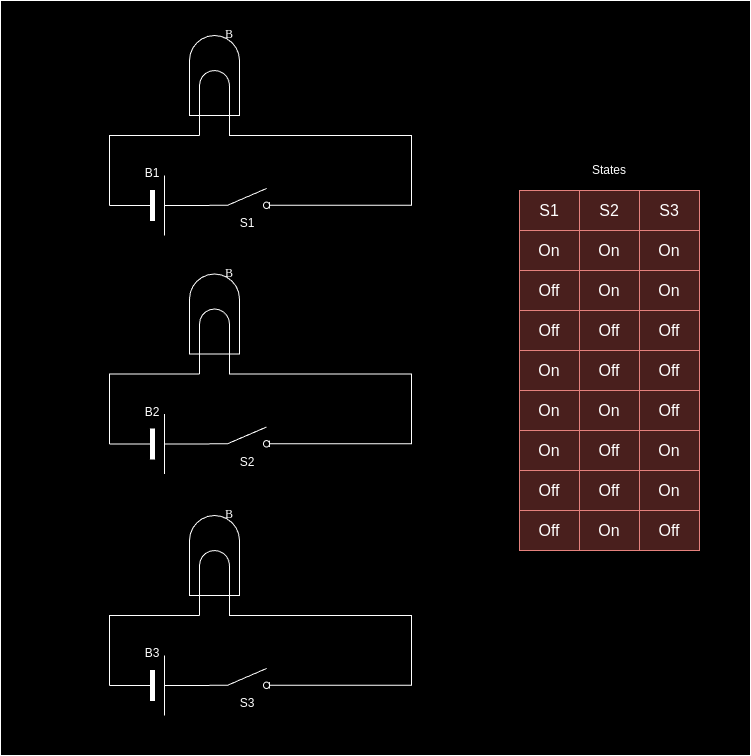 B
B1
S1
B
B2
S2
B
B3
S3
States
S1 S2 S3
On On On
Off On On
Off Off Off
On Off Off
On On Off
On Off On
Off Off On
Off On Off